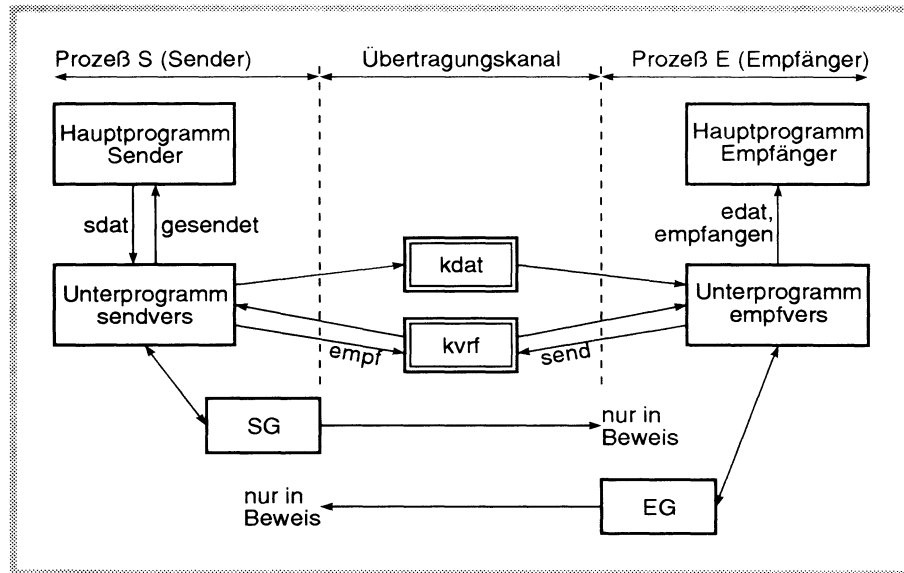 Prozeß S (Sender)
Übertragungskanal
Prozeß E (Empfänger)
Hauptprogramm
Sender
Hauptprogramm
Empfänger
sdat
gesendet
edat,
empfangen
kdat
Unterprogramm
sendvers
Unterprogramm
empfvers
kvrf
empf
send
SG
nur in
Beweis
nur in
Beweis
EG